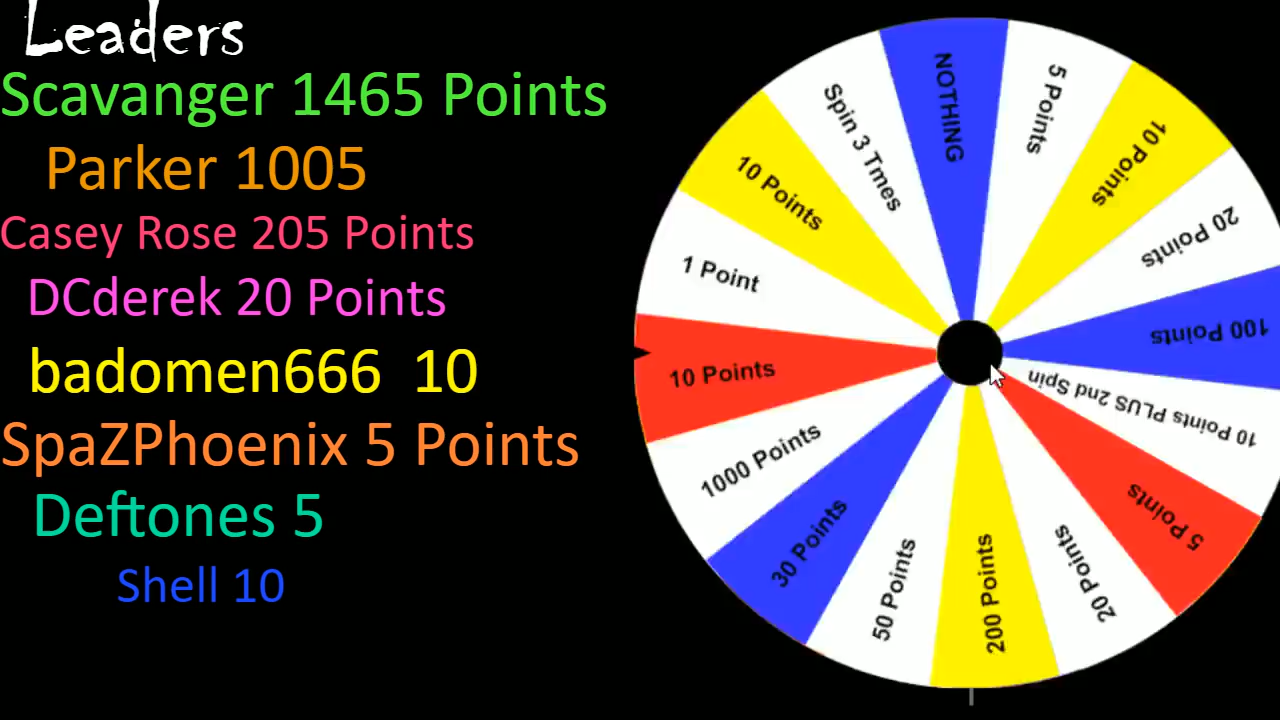 Leaders
Scavanger 1465 Points
Parker 1005
Casey Rose 205 Points
DCderek 20 Points
badomen666 10
SpaZPhoenix 5 Points
Deftones 5
Shell 10
NOTHING
5 Points
10 Points
20 Points
100 Points
10 Points PLUS 2nd Spin
5 Points
20 Points
200 Points
50 Points
30 Points
1000 Points
10 Points
1 Point
10 Points
Spin 3 Tmes